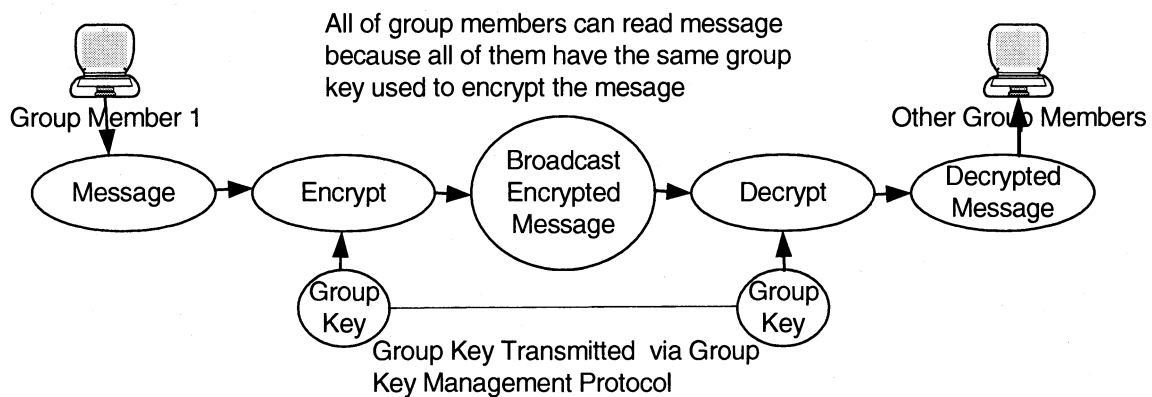 All of group members can read message
because all of them have the same group
key used to encrypt the mesage
Group Member 1
Other Group Members
Message
Encrypt
Broadcast
Encrypted
Message
Decrypt
Decrypted
Message
Group
Key
Group
Key
Group Key Transmitted via Group
Key Management Protocol